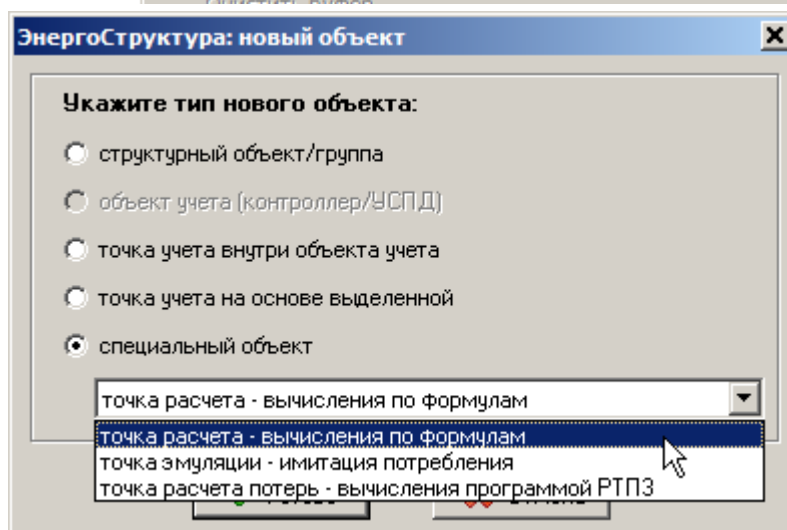 ЭнергоСтруктура: новый объект
Укажите тип нового объекта:
структурный объект/группа
объект учета (контроллер/УСПД)
точка учета внутри объекта учета
точка учета на основе выделенной
специальный объект
точка расчета - вычисления по формулам
точка расчета - вычисления по формулам
точка эмуляции - имитация потребления
точка расчета потерь - вычисления программой РТПЗ